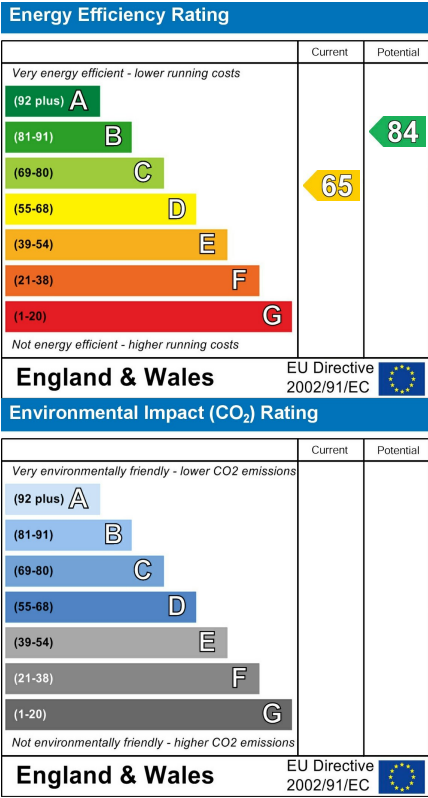 Energy Efficiency Rating
Current Potential
Very energy efficient - lower running costs
(92 plus) A
(81-91) B
84
(69-80) C
65
(55-68) D
(39-54) E
(21-38) F
(1-20) G
Not energy efficient - higher running costs
England & Wales
EU Directive
2002/91/EC
Environmental Impact (CO₂) Rating
Current Potential
Very environmentally friendly - lower CO2 emissions
(92 plus) A
(81-91) B
(69-80) C
(55-68) D
(39-54) E
(21-38) F
(1-20) G
Not environmentally friendly - higher CO2 emissions
England & Wales
EU Directive
2002/91/EC